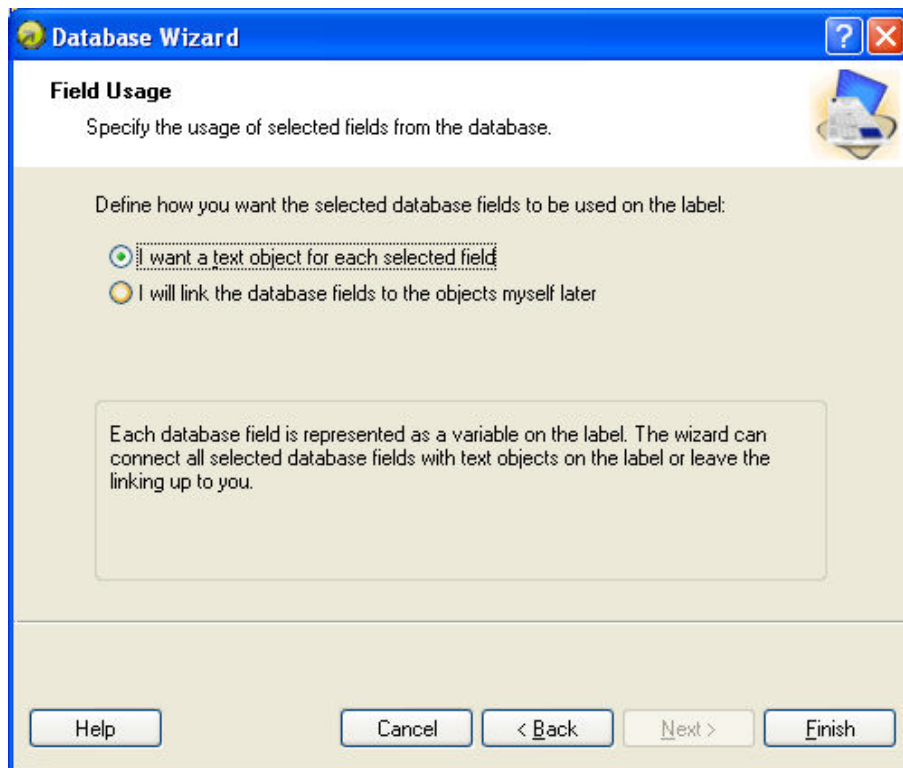 Database Wizard
?
Field Usage
Specify the usage of selected fields from the database.
Define how you want the selected database fields to be used on the label:
I want a text object for each selected field
I will link the database fields to the objects myself later
Each database field is represented as a variable on the label. The wizard can
connect all selected database fields with text objects on the label or leave the
linking up to you.
Help
Cancel
< Back
Next >
Finish